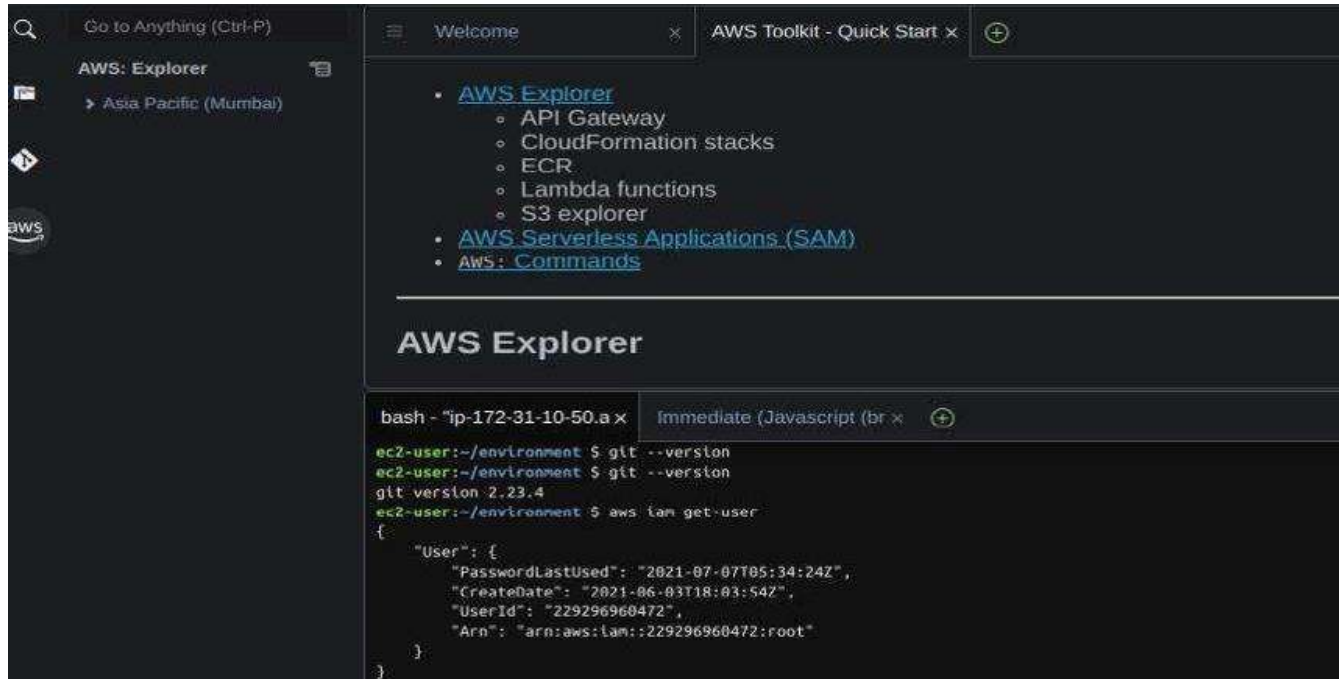 Go to Anything (Ctrl-P)
AWS: Explorer
Asia Pacific (Mumbai)
aws
Welcome
AWS Toolkit - Quick Start
AWS Explorer
API Gateway
CloudFormation stacks
ECR
Lambda functions
S3 explorer
AWS Serverless Applications (SAM)
AWS: Commands
AWS Explorer
bash - "ip-172-31-10-50.a
Immediate (Javascript (br
ec2-user:~/environment $ git --version
ec2-user:~/environment $ git --version
git version 2.23.4
ec2-user:~/environment $ aws iam get-user
{
    "User": {
        "PasswordLastUsed": "2021-07-07T05:34:24Z",
        "CreateDate": "2021-06-03T18:03:54Z",
        "UserId": "229296960472",
        "Arn": "arn:aws:iam::229296960472:root"
    }
}